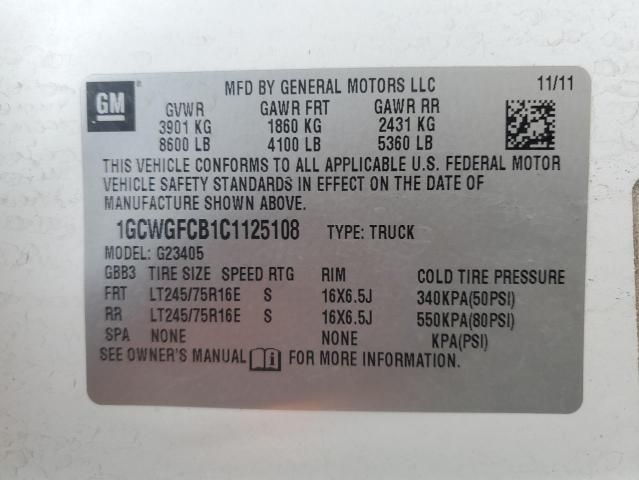 GM
MFD BY GENERAL MOTORS LLC 11/11
GVWR GAWR FRT GAWR RR
3901 KG 1860 KG 2431 KG
8600 LB 4100 LB 5360 LB
THIS VEHICLE CONFORMS TO ALL APPLICABLE U.S. FEDERAL MOTOR
VEHICLE SAFETY STANDARDS IN EFFECT ON THE DATE OF
MANUFACTURE SHOWN ABOVE.
1GCWGFCB1C1125108 TYPE: TRUCK
MODEL: G23405
GBB3 TIRE SIZE SPEED RTG RIM COLD TIRE PRESSURE
FRT LT245/75R16E S 16X6.5J 340KPA(50PSI)
RR LT245/75R16E S 16X6.5J 550KPA(80PSI)
SPA NONE NONE KPA(PSI)
SEE OWNER'S MANUAL FOR MORE INFORMATION.